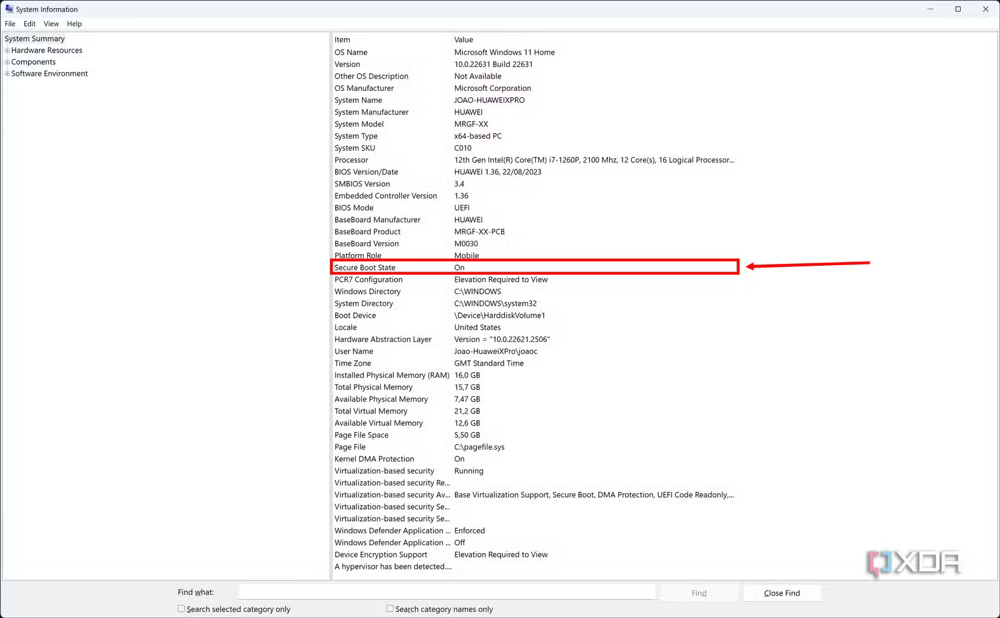 System Information
File Edit View Help
System Summary
Hardware Resources
Components
Software Environment
Item Value
OS Name Microsoft Windows 11 Home
Version 10.0.22631 Build 22631
Other OS Description Not Available
OS Manufacturer Microsoft Corporation
System Name JOAO-HUAWEIXPRO
System Manufacturer HUAWEI
System Model MRGF-XX
System Type x64-based PC
System SKU C010
Processor 12th Gen Intel(R) Core(TM) i7-1260P, 2100 Mhz, 12 Core(s), 16 Logical Processor...
BIOS Version/Date HUAWEI 1.36, 22/08/2023
SMBIOS Version 3.4
Embedded Controller Version 1.36
BIOS Mode UEFI
BaseBoard Manufacturer HUAWEI
BaseBoard Product MRGF-XX-PCB
BaseBoard Version M0030
Platform Role Mobile
Secure Boot State On
PCR7 Configuration Elevation Required to View
Windows Directory C:\WINDOWS
System Directory C:\WINDOWS\system32
Boot Device \Device\HarddiskVolume1
Locale United States
Hardware Abstraction Layer Version = "10.0.22621.2506"
User Name Joao-HuaweiXPro\joaoc
Time Zone GMT Standard Time
Installed Physical Memory (RAM) 16,0 GB
Total Physical Memory 15,7 GB
Available Physical Memory 7,47 GB
Total Virtual Memory 21,2 GB
Available Virtual Memory 12,6 GB
Page File Space 5,50 GB
Page File C:\pagefile.sys
Kernel DMA Protection On
Virtualization-based security Running
Virtualization-based security Re...
Virtualization-based security Av... Base Virtualization Support, Secure Boot, DMA Protection, UEFI Code Readonly,...
Virtualization-based security Se...
Virtualization-based security Se...
Windows Defender Application ... Enforced
Windows Defender Application ... Off
Device Encryption Support Elevation Required to View
A hypervisor has been detected....
XDA
Find what: Find Close Find
Search selected category only Search category names only